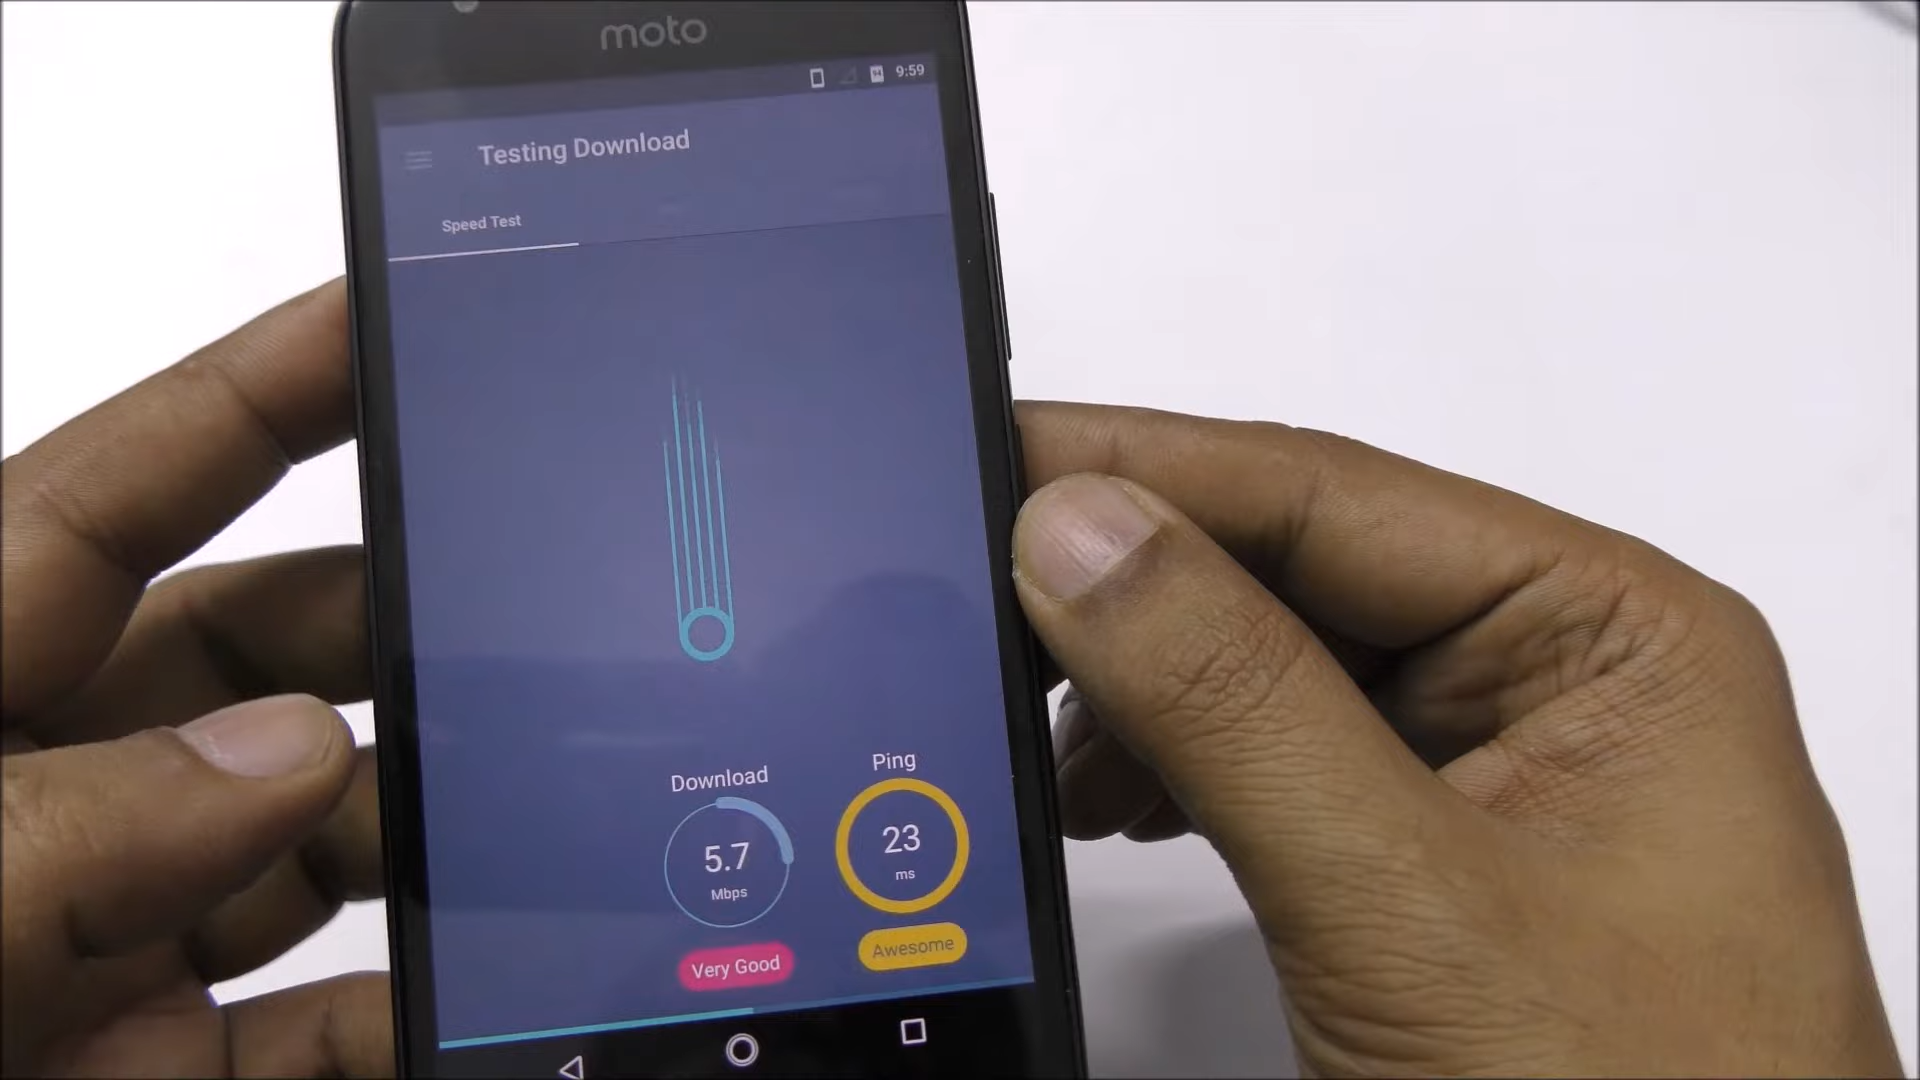 moto
9:59
Testing Download
Speed Test
Download
Ping
5.7
Mbps
23
ms
Very Good
Awesome